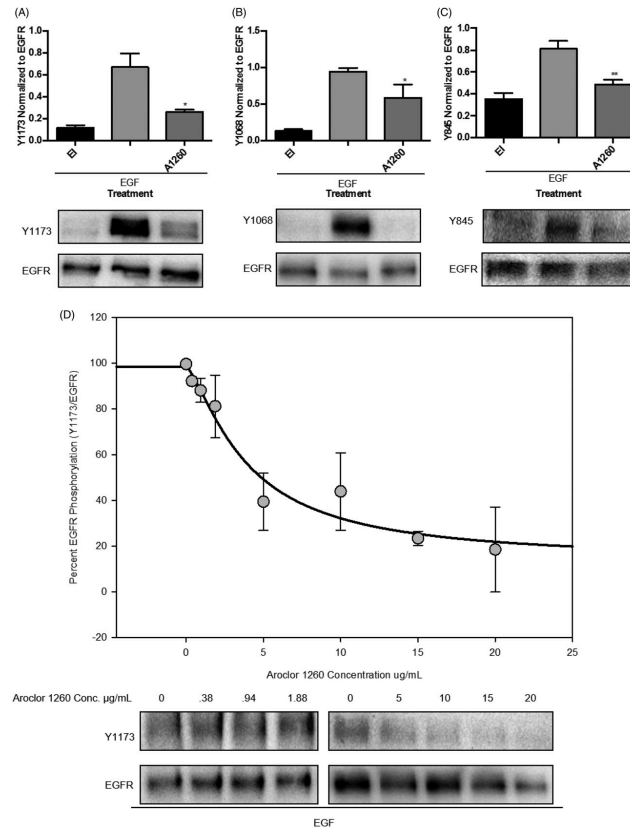 (A)
Y1173 Normalized to EGFR
1.0
0.8
0.6
0.4
0.2
0.0
*
EI
A1260
EGF
Treatment
Y1173
EGFR
(B)
Y1068 Normalized to EGFR
1.5
1.0
0.5
0.0
*
EI
A1260
EGF
Treatment
Y1068
EGFR
(C)
Y845 Normalized to EGFR
1.0
0.8
0.6
0.4
0.2
0.0
**
EI
A1260
EGF
Treatment
Y845
EGFR
(D)
Percent EGFR Phosphorylation (Y1173/EGFR)
120
100
80
60
40
20
0
-20
0 5 10 15 20 25
Aroclor 1260 Concentration ug/mL
Aroclor 1260 Conc. µg/mL 0 .38 .94 1.88 0 5 10 15 20
Y1173
EGFR
EGF